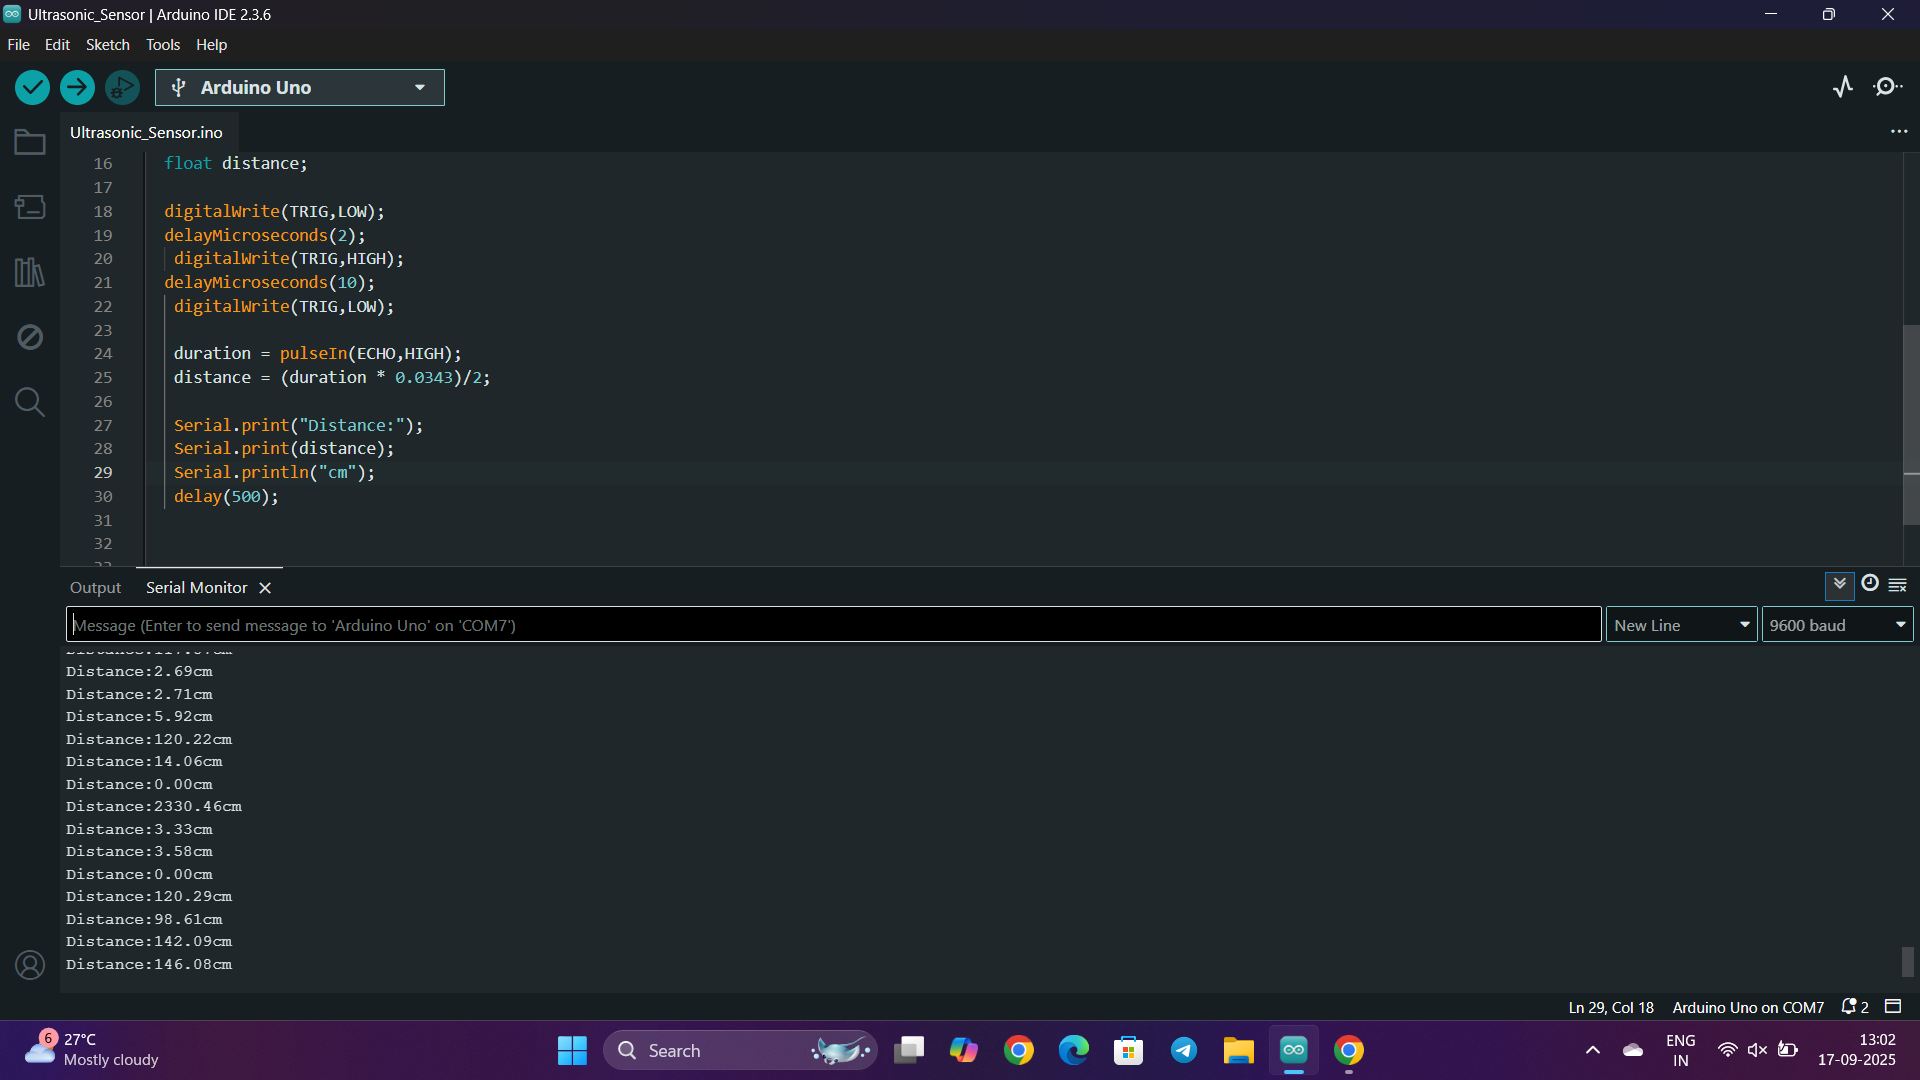 Ultrasonic_Sensor | Arduino IDE 2.3.6
File Edit Sketch Tools Help
Arduino Uno
Ultrasonic_Sensor.ino
16 float distance;
17
18 digitalWrite(TRIG,LOW);
19 delayMicroseconds(2);
20 digitalWrite(TRIG,HIGH);
21 delayMicroseconds(10);
22 digitalWrite(TRIG,LOW);
23
24 duration = pulseIn(ECHO,HIGH);
25 distance = (duration * 0.0343)/2;
26
27 Serial.print("Distance:");
28 Serial.print(distance);
29 Serial.println("cm");
30 delay(500);
31
32
Output Serial Monitor
Message (Enter to send message to 'Arduino Uno' on 'COM7')
New Line
9600 baud
Distance:2.69cm
Distance:2.71cm
Distance:5.92cm
Distance:120.22cm
Distance:14.06cm
Distance:0.00cm
Distance:2330.46cm
Distance:3.33cm
Distance:3.58cm
Distance:0.00cm
Distance:120.29cm
Distance:98.61cm
Distance:142.09cm
Distance:146.08cm
Ln 29, Col 18 Arduino Uno on COM7 2
6
27°C
Mostly cloudy
Search
ENG
IN
13:02
17-09-2025